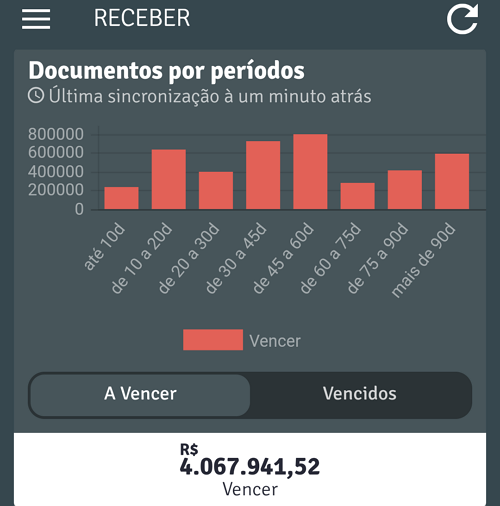 RECEBER
Documentos por períodos
Última sincronização à um minuto atrás
800000
600000
400000
200000
0
até 10d
de 10 a 20d
de 20 a 30d
de 30 a 45d
de 45 a 60d
de 60 a 75d
de 75 a 90d
mais de 90d
Vencer
A Vencer
Vencidos
R$
4.067.941,52
Vencer